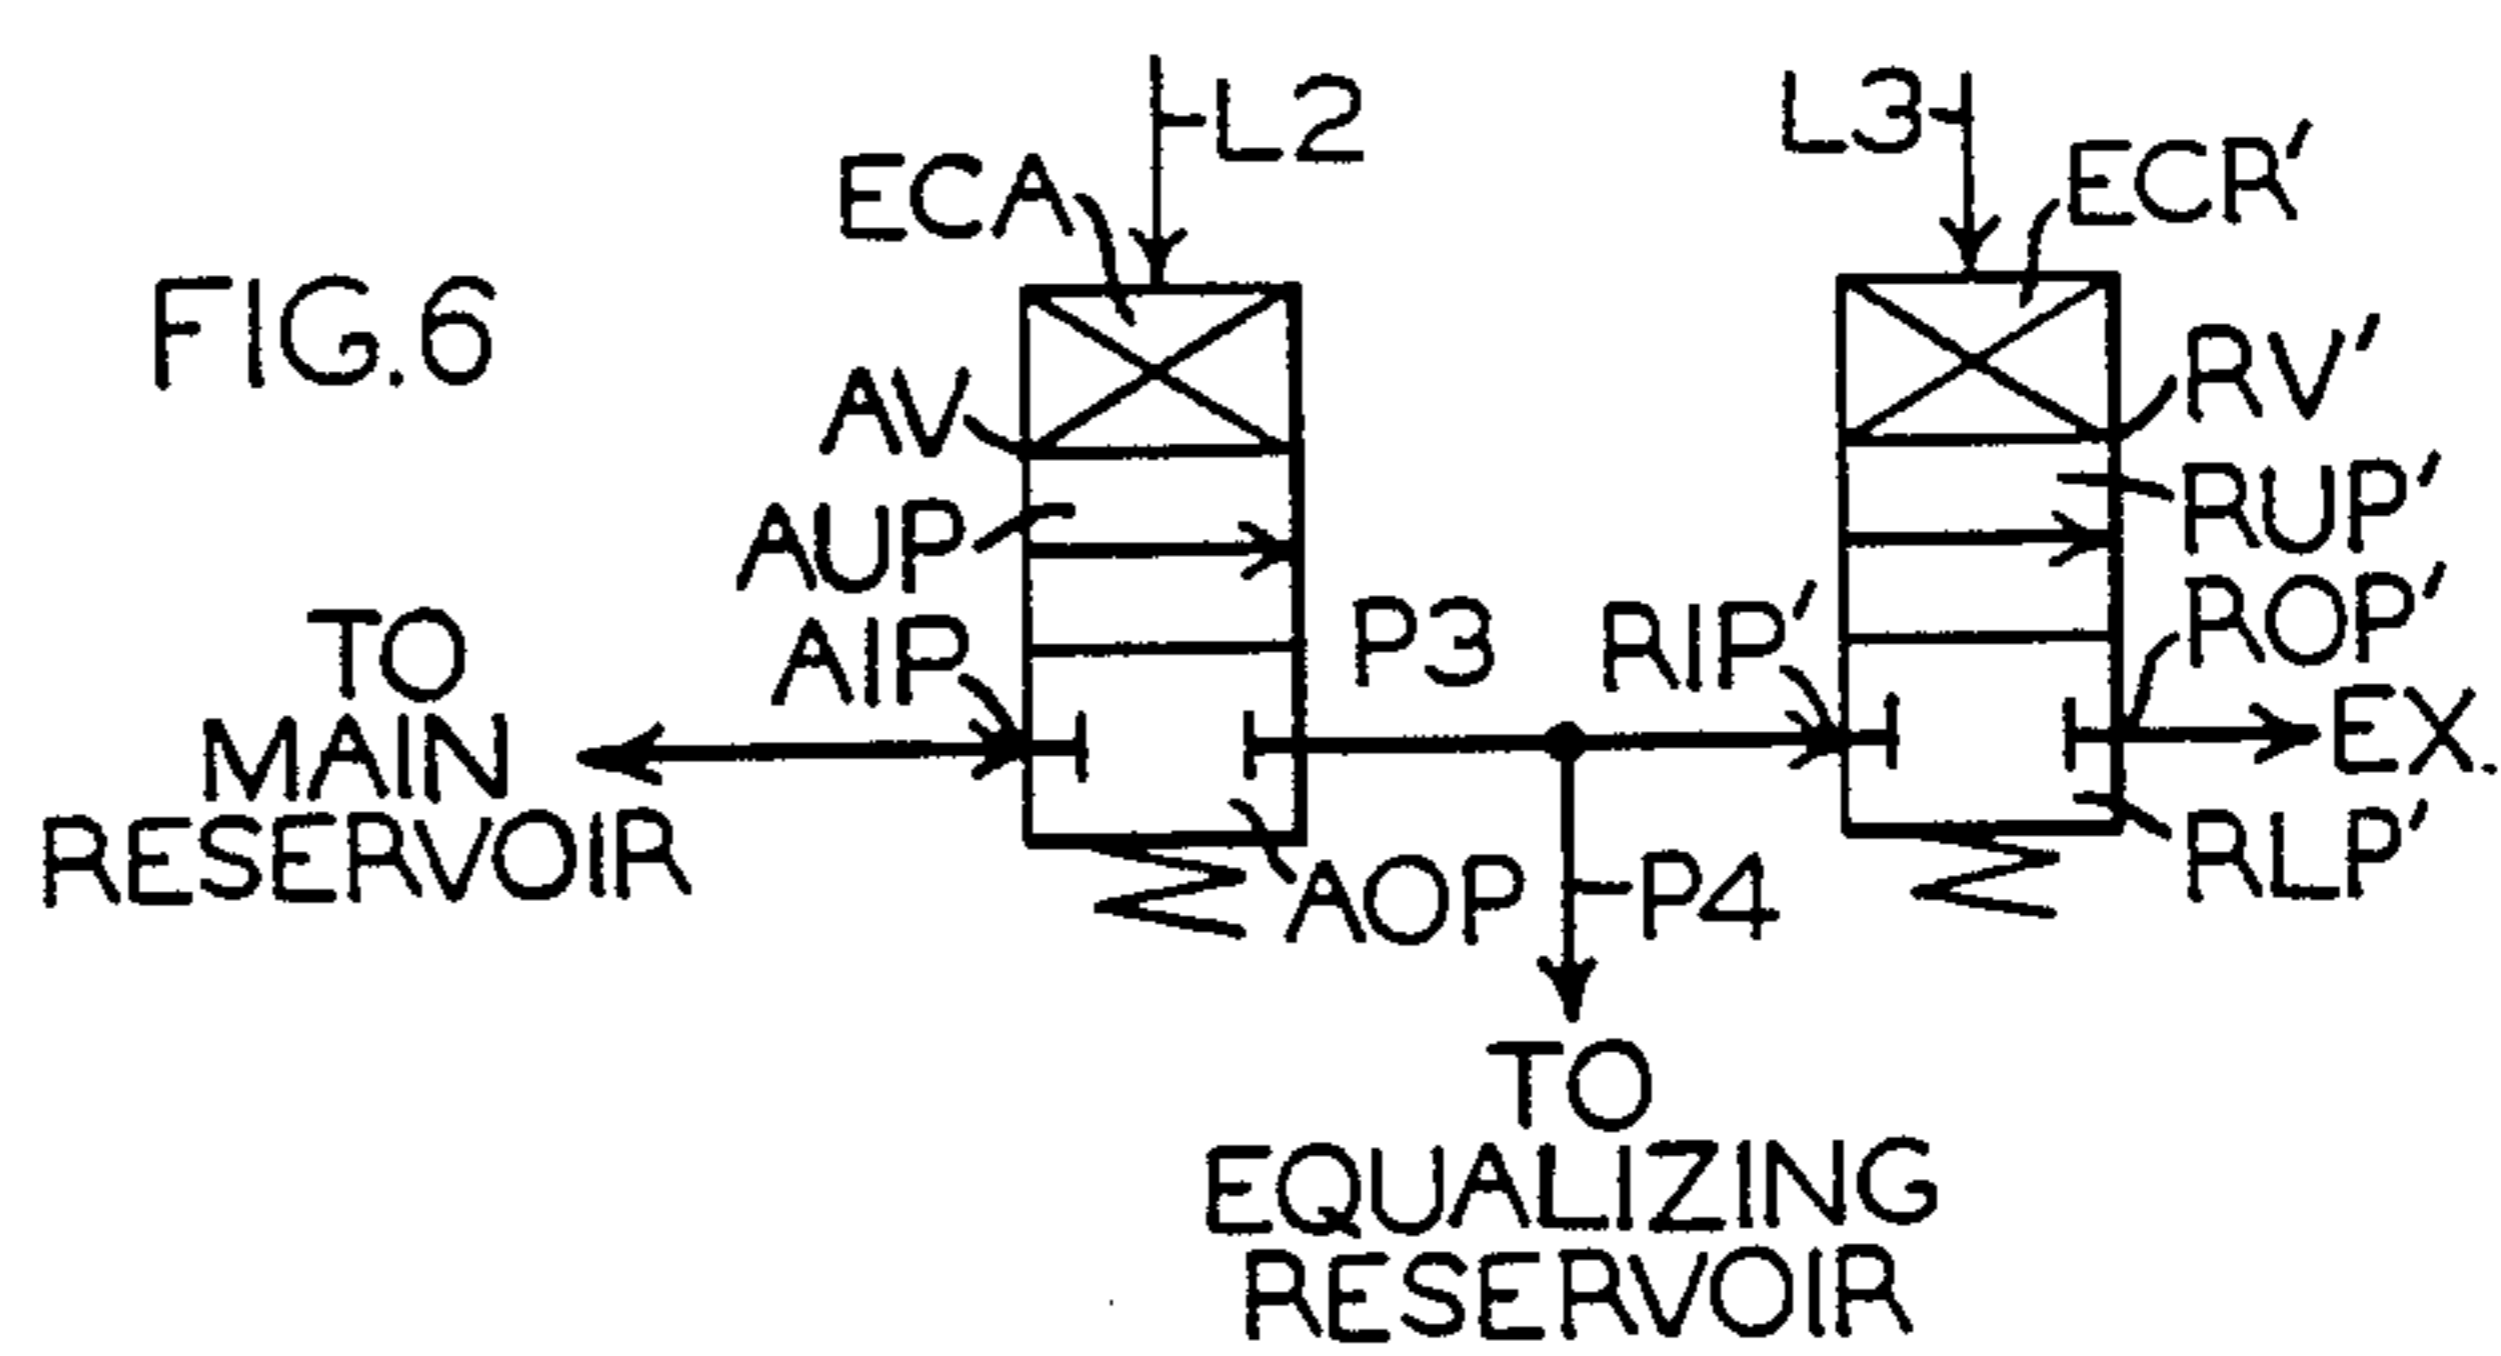 FIG.6
L2
L3
ECA
ECR'
AV
RV'
AUP
RUP'
AIP
P3
RIP'
ROP'
TO
MAIN
RESERVOIR
EX.
AOP
P4
RLP'
TO
EQUALIZING
RESERVOIR